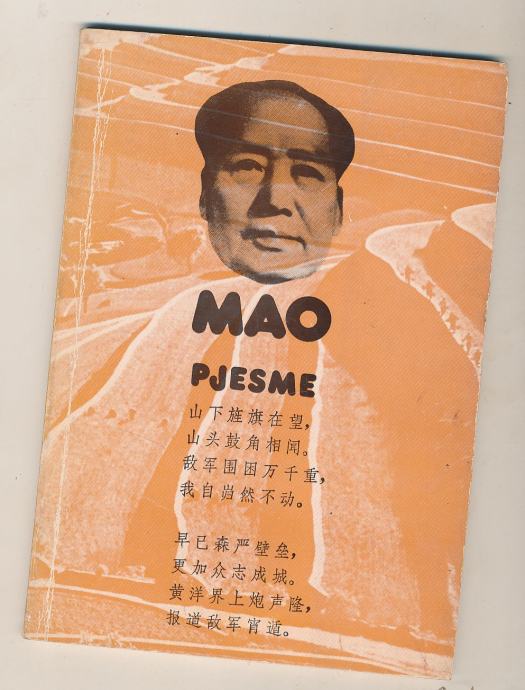 MAO
PJESME
山下旌旗在望，
山头鼓角相闻。
敌军围困万千重，
我自岿然不动。
早已森严壁垒，
更加众志成城。
黄洋界上炮声隆，
报道敌军宵遁。